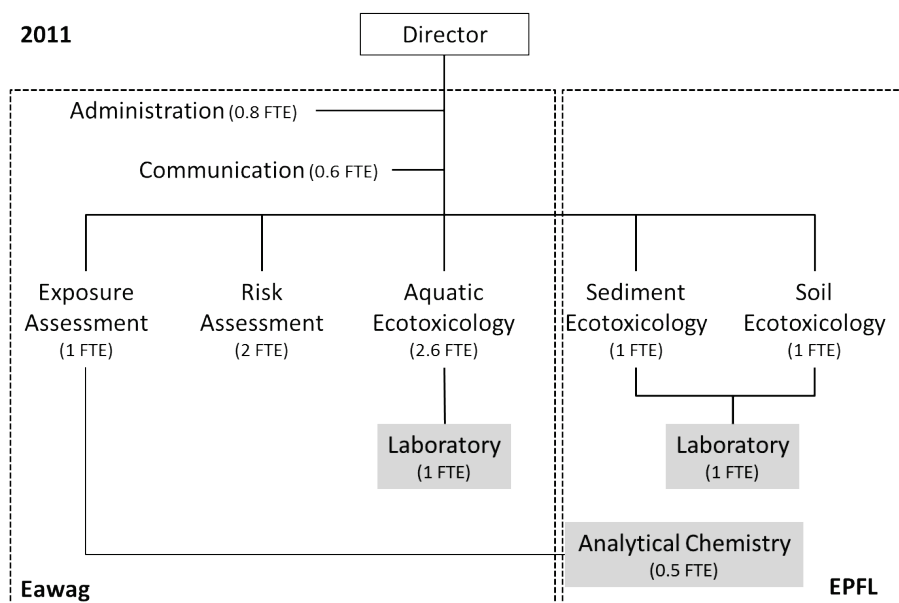 2011
Director
Administration (0.8 FTE)
Communication (0.6 FTE)
Exposure
Assessment
(1 FTE)
Risk
Assessment
(2 FTE)
Aquatic
Ecotoxicology
(2.6 FTE)
Sediment
Ecotoxicology
(1 FTE)
Soil
Ecotoxicology
(1 FTE)
Laboratory
(1 FTE)
Laboratory
(1 FTE)
Analytical Chemistry
(0.5 FTE)
Eawag
EPFL